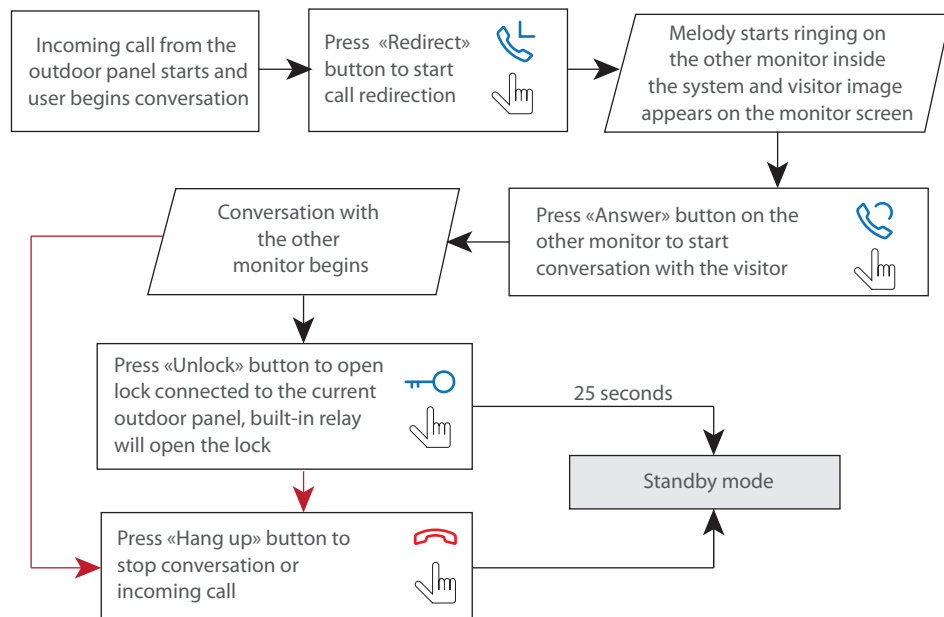 Incoming call from the
outdoor panel starts and
user begins conversation
Press «Redirect»
button to start
call redirection
Melody starts ringing on
the other monitor inside
the system and visitor image
appears on the monitor screen
Press «Answer» button on the
other monitor to start
conversation with the visitor
Conversation with
the other
monitor begins
Press «Unlock» button to open
lock connected to the current
outdoor panel, built-in relay
will open the lock
25 seconds
Standby mode
Press «Hang up» button to
stop conversation or
incoming call